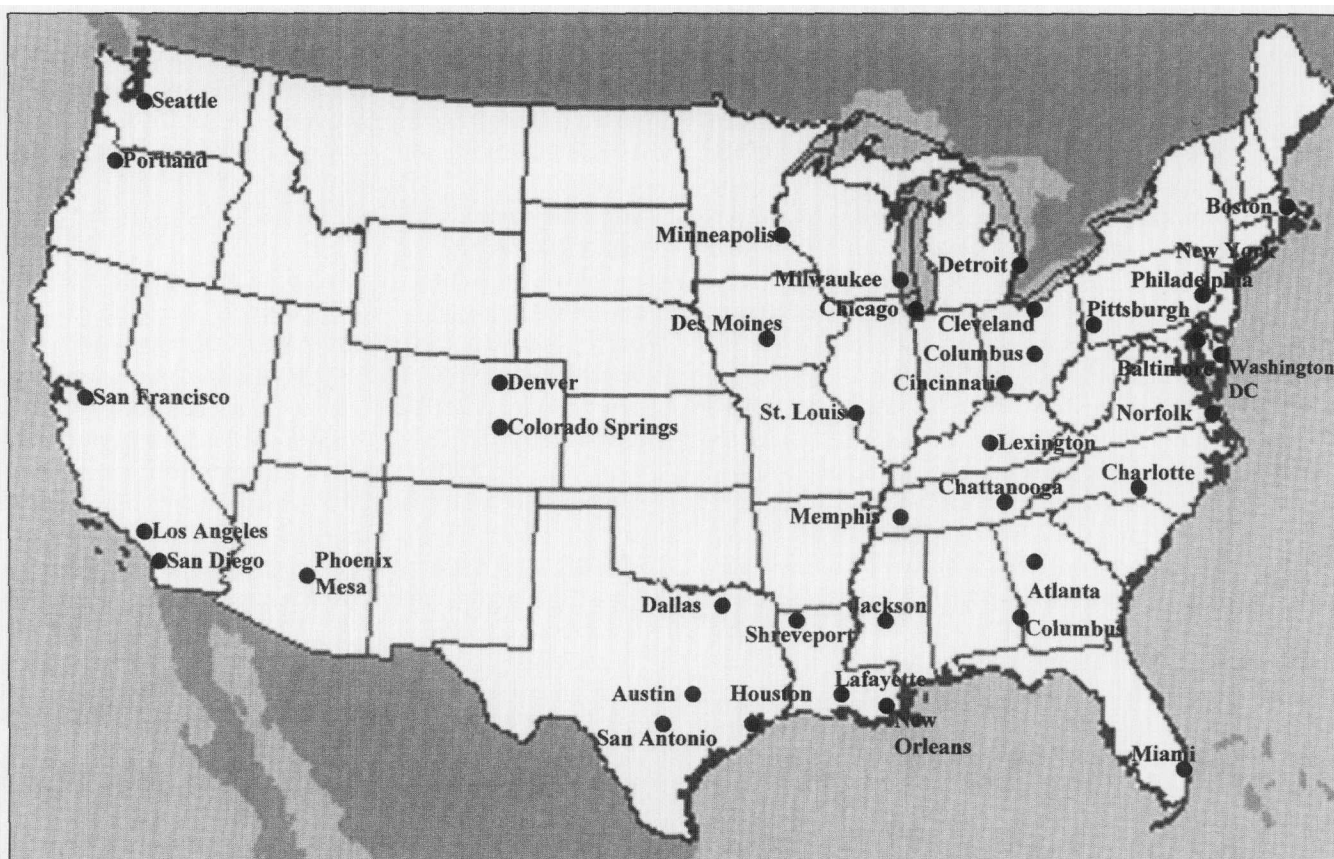 Seattle
Portland
Boston
Minneapolis
New York
Detroit
Milwaukee
Philadelphia
Chicago
Cleveland
Pittsburgh
Des Moines
Columbus
Baltimore
Washington
DC
Denver
Cincinnati
San Francisco
St. Louis
Norfolk
Colorado Springs
Lexington
Charlotte
Chattanooga
Memphis
Los Angeles
San Diego
Phoenix
Mesa
Atlanta
Dallas
Jackson
Shreveport
Columbus
Lafayette
Austin
Houston
New
Orleans
San Antonio
Miami